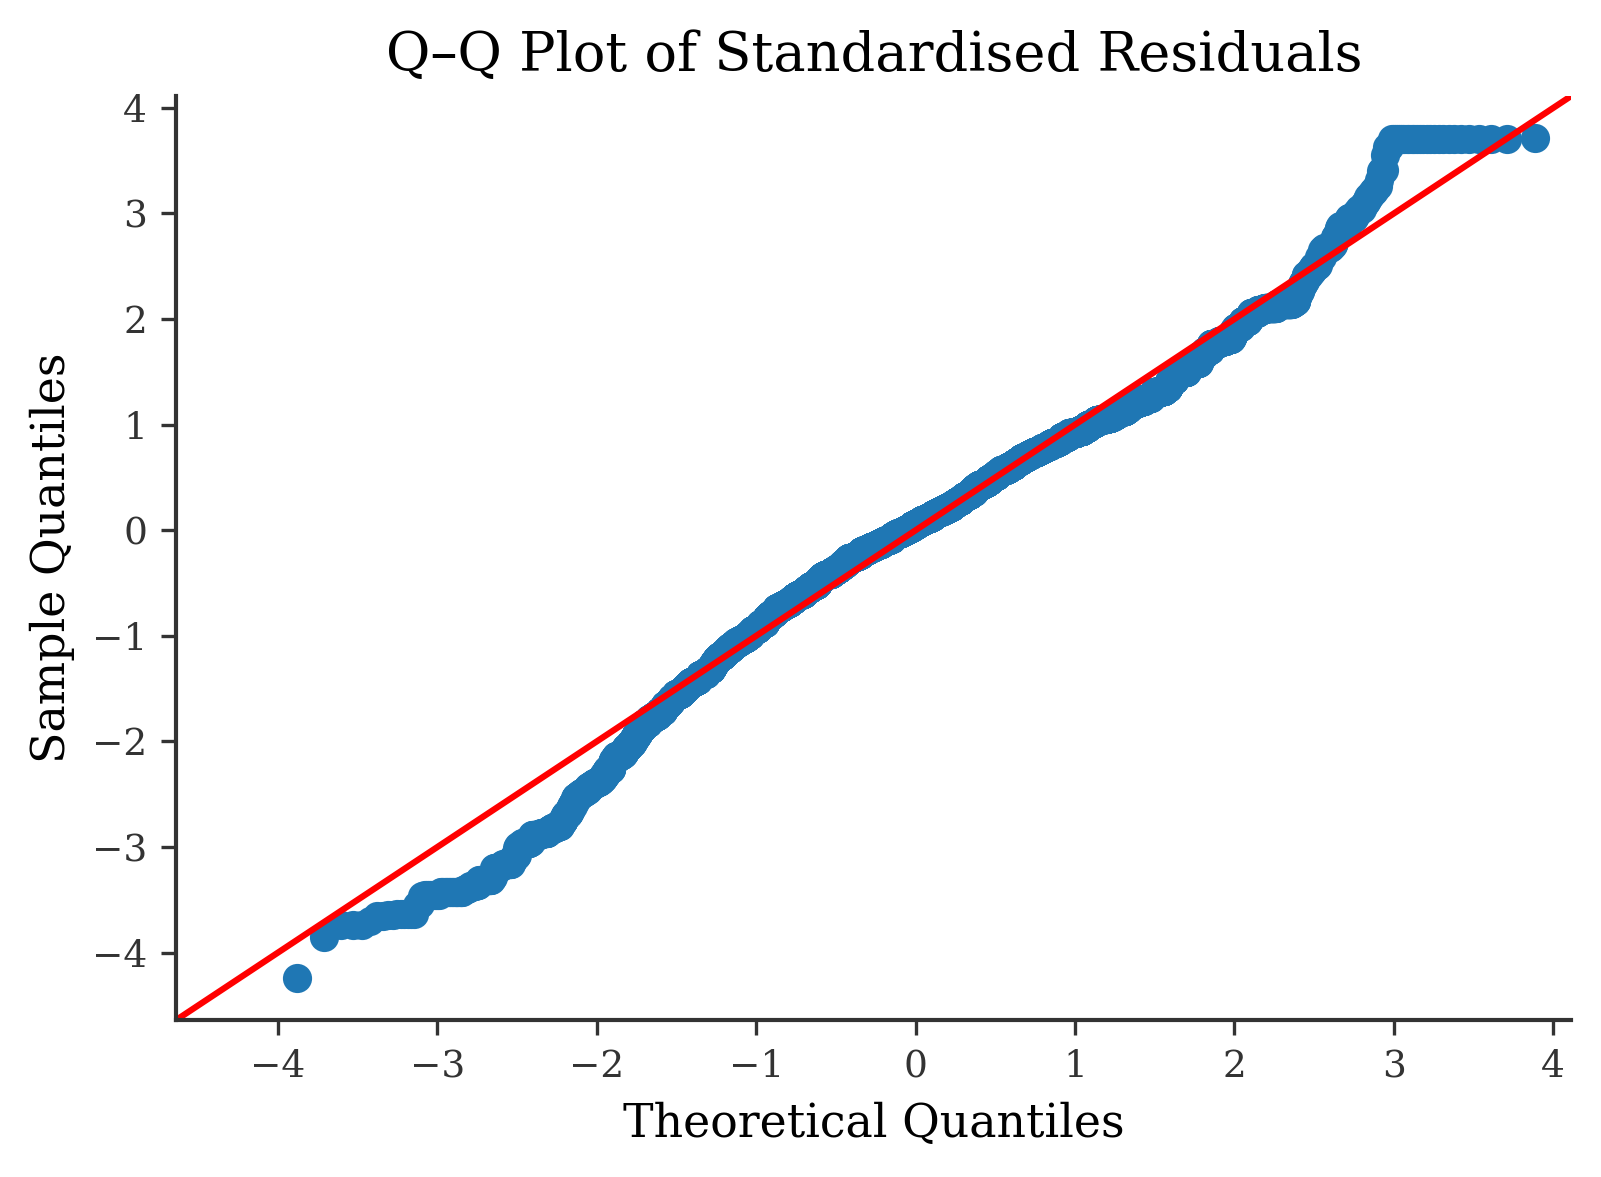 Q–Q Plot of Standardised Residuals
4
3
2
1
0
−1
−2
−3
−4
Sample Quantiles
−4 −3 −2 −1 0 1 2 3 4
Theoretical Quantiles